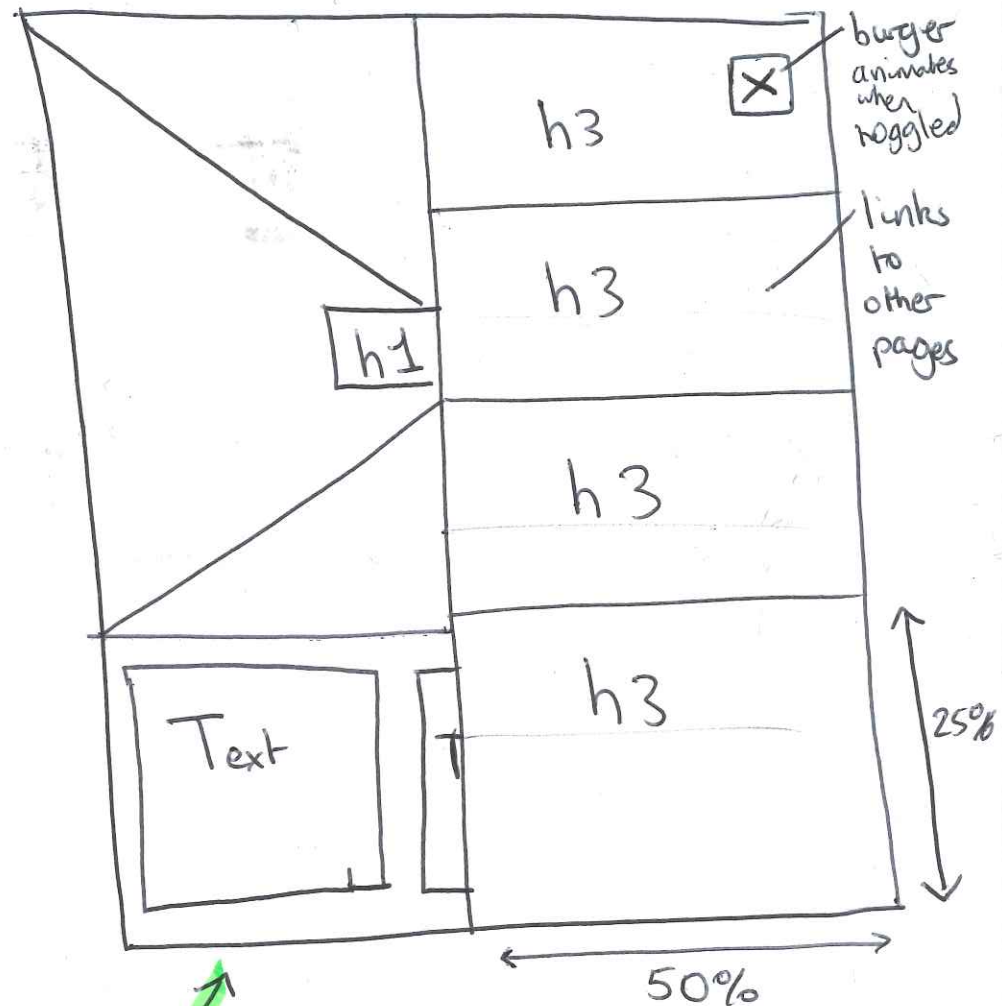 burger
animates
when
toggled
X
h3
links
to
other
pages
h3
h1
h3
h3
Text
T
25%
50%